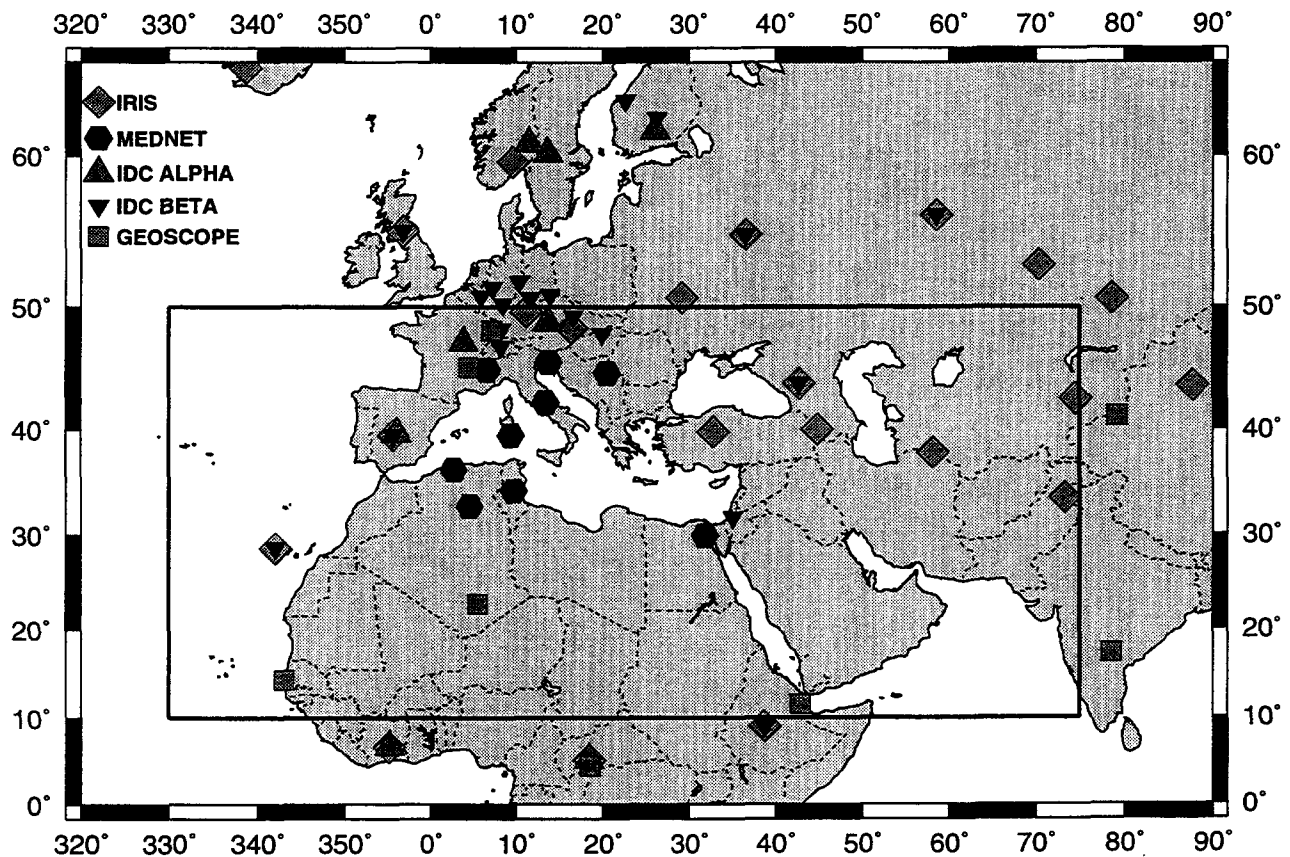 320° 330° 340° 350° 0° 10° 20° 30° 40° 50° 60° 70° 80° 90°
IRIS
MEDNET
IDC ALPHA
IDC BETA
GEOSCOPE
60° 60°
50° 50°
40° 40°
30° 30°
20° 20°
10° 10°
0° 0°
320° 330° 340° 350° 0° 10° 20° 30° 40° 50° 60° 70° 80° 90°